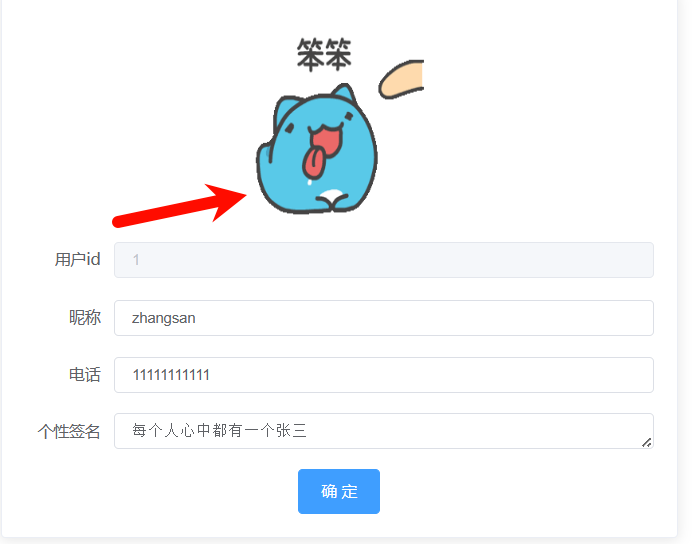 笨笨
用户id 1
昵称 zhangsan
电话 11111111111
个性签名 每个人心中都有一个张三
确 定